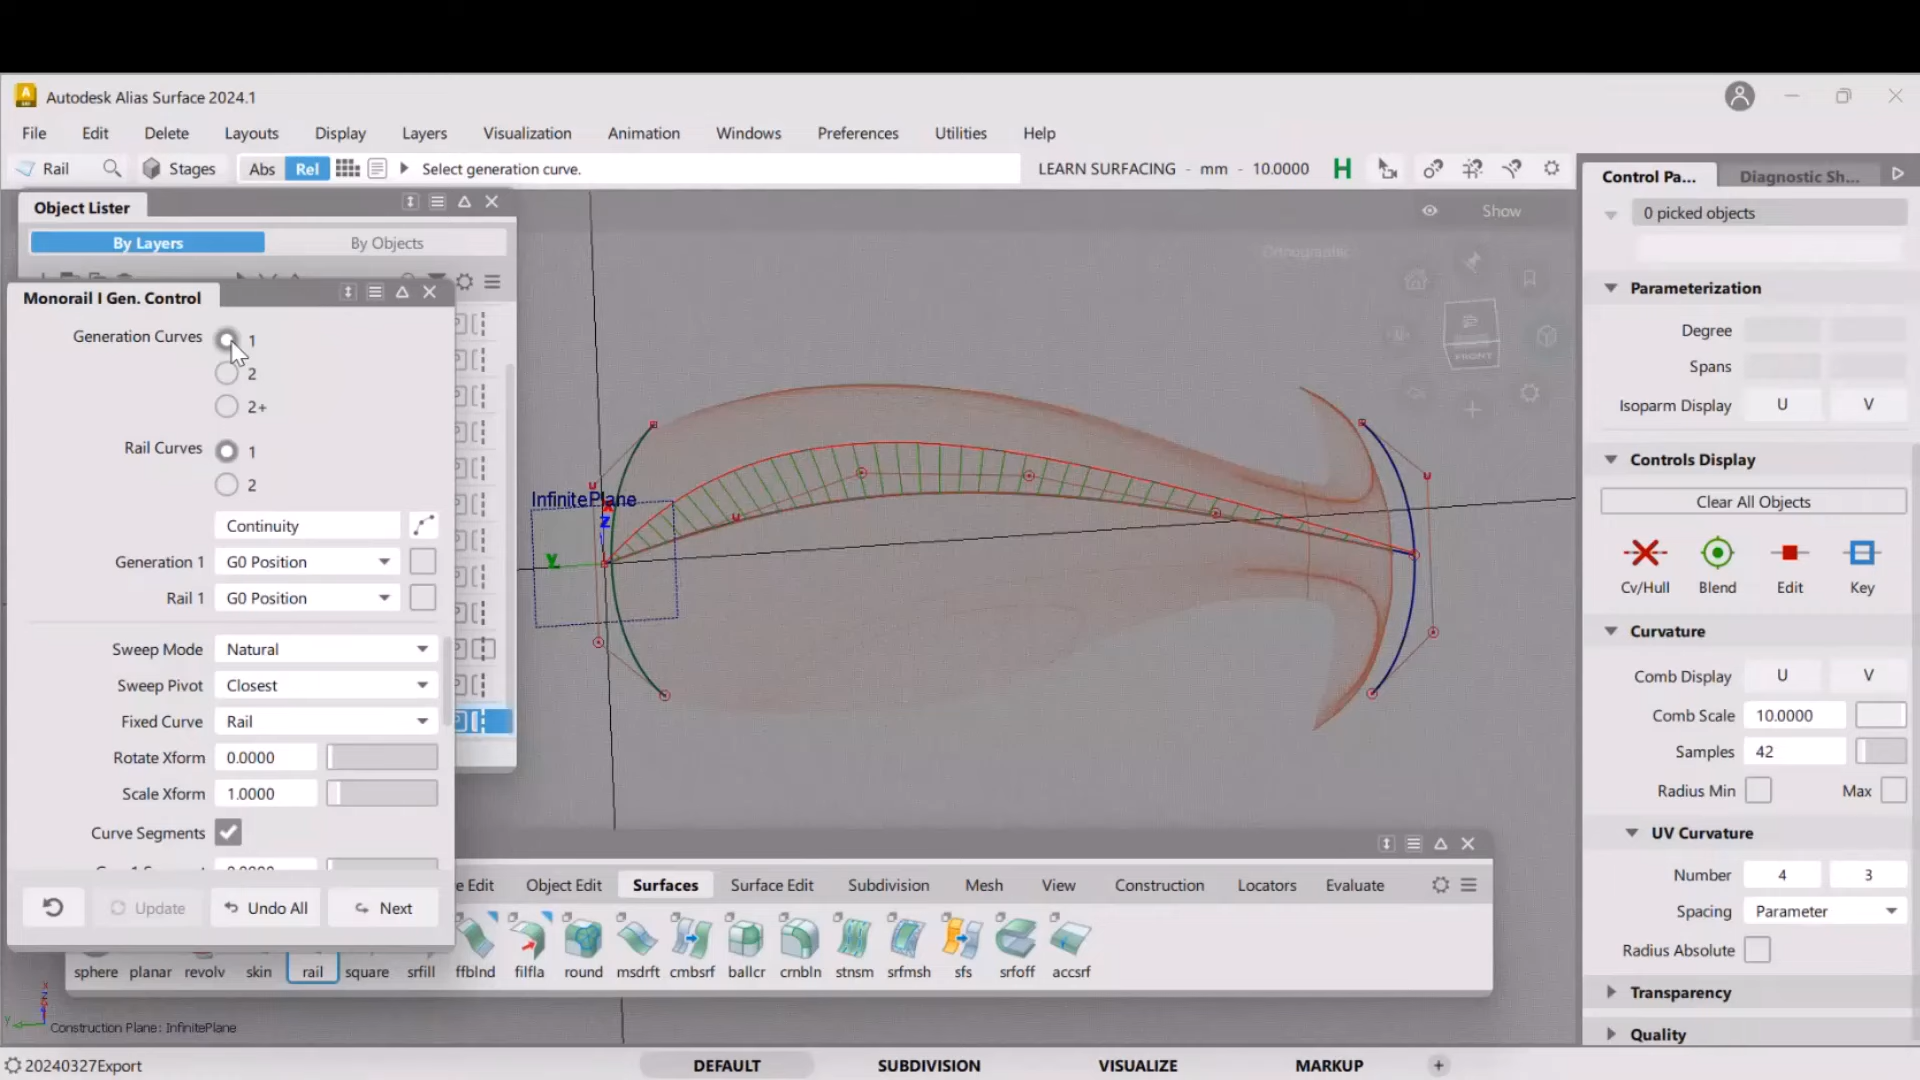 Autodesk Alias Surface 2024.1
File Edit Delete Layouts Display Layers Visualization Animation Windows Preferences Utilities Help
Rail Stages Abs Rel Select generation curve. LEARN SURFACING - mm - 10.0000 H
Control Pa... Diagnostic Sh...
Object Lister
By Layers By Objects
Show
0 picked objects
Orthographic
FRONT
Monorail I Gen. Control
Generation Curves 1
2
2+
Rail Curves 1
2
Continuity
Generation 1 G0 Position
Rail 1 G0 Position
Sweep Mode Natural
Sweep Pivot Closest
Fixed Curve Rail
Rotate Xform 0.0000
Scale Xform 1.0000
Curve Segments
Update Undo All Next
InfinitePlane
X
Z
Y
u
u
u
u
Parameterization
Degree
Spans
Isoparm Display U V
Controls Display
Clear All Objects
Cv/Hull Blend Edit Key
Curvature
Comb Display U V
Comb Scale 10.0000
Samples 42
Radius Min Max
UV Curvature
Number 4 3
Spacing Parameter
Radius Absolute
Transparency
Quality
e Edit Object Edit Surfaces Surface Edit Subdivision Mesh View Construction Locators Evaluate
sphere planar revolv skin rail square srfill ffblnd filfla round msdrft cmbsrf ballcr crnbln stnsm srfmsh sfs srfoff accsrf
Construction Plane: InfinitePlane
20240327Export
DEFAULT SUBDIVISION VISUALIZE MARKUP +